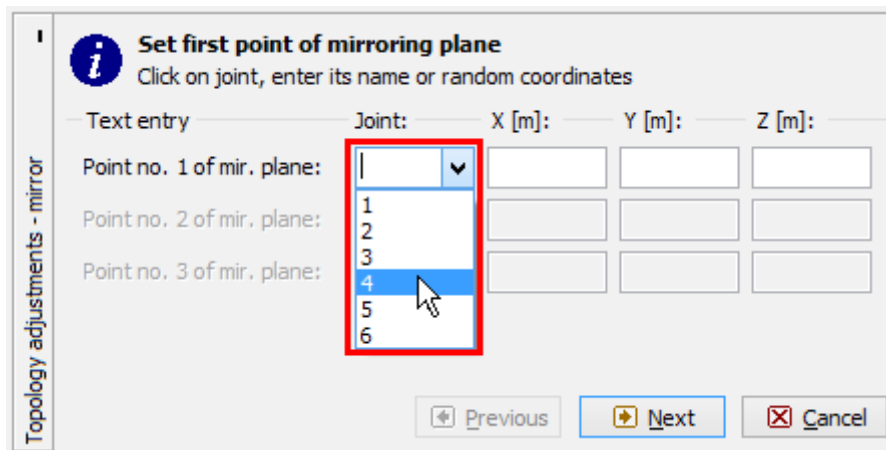 Set first point of mirroring plane
Click on joint, enter its name or random coordinates
Text entry Joint: X [m]: Y [m]: Z [m]:
Point no. 1 of mir. plane:
1
Point no. 2 of mir. plane:
2
3
Point no. 3 of mir. plane:
4
5
6
Previous Next Cancel
Topology adjustments - mirror